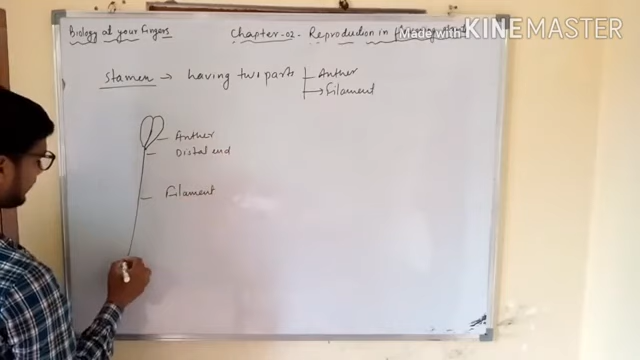 Biology at your fingers
Chapter-02- Reproduction in
Made with KINEMASTER
Stamen → having two parts
Anther
Filament
Anther
Distal end
Filament